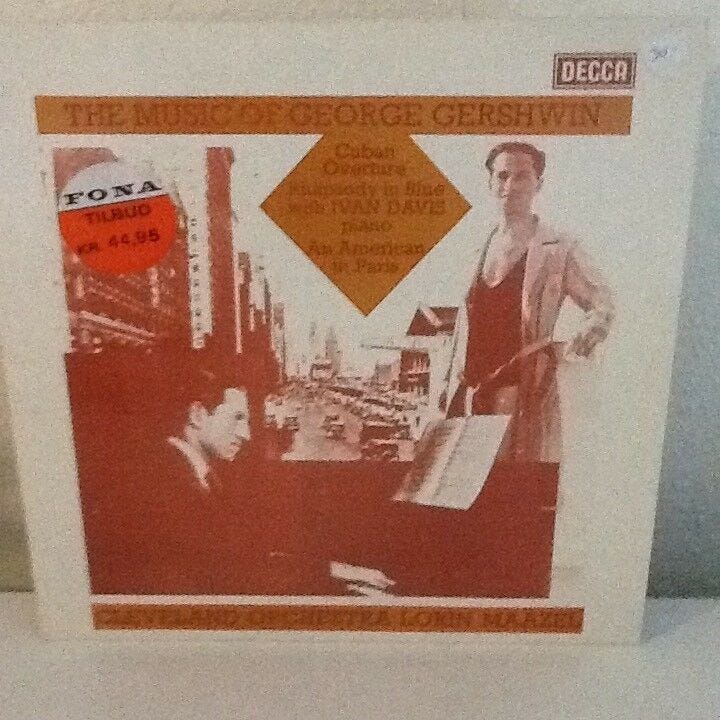 DECCA
THE MUSIC OF GEORGE GERSHWIN
Cuban
Overture
Rhapsody in Blue
with IVAN DAVIS
piano
An American
in Paris
FONA
TILBUD
KR. 44,95
CLEVELAND ORCHESTRA LORIN MAAZEL